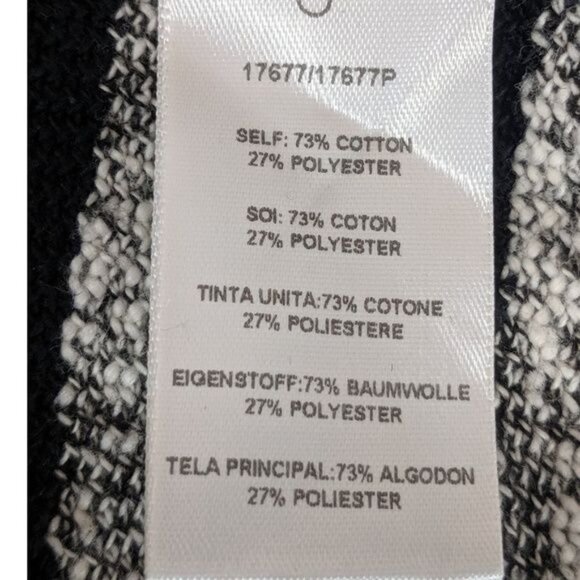 17677/17677P
SELF: 73% COTTON
27% POLYESTER
SOI: 73% COTON
27% POLYESTER
TINTA UNITA:73% COTONE
27% POLIESTERE
EIGENSTOFF:73% BAUMWOLLE
27% POLYESTER
TELA PRINCIPAL:73% ALGODON
27% POLIESTER